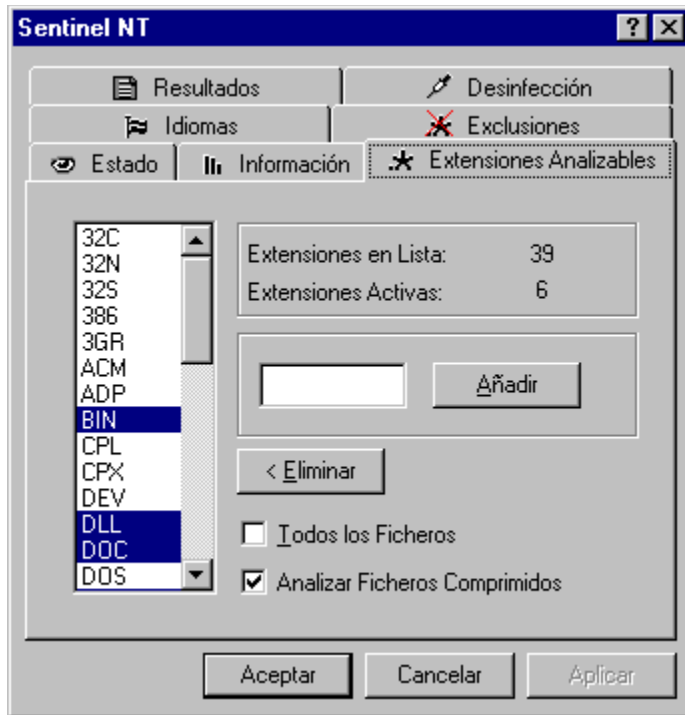 Sentinel NT
Resultados
Desinfección
Idiomas
Exclusiones
Estado
Información
Extensiones Analizables
32C
32N
32S
386
3GR
ACM
ADP
BIN
CPL
CPX
DEV
DLL
DOC
DOS
Extensiones en Lista: 39
Extensiones Activas: 6
Añadir
< Eliminar
Todos los Ficheros
Analizar Ficheros Comprimidos
Aceptar
Cancelar
Aplicar